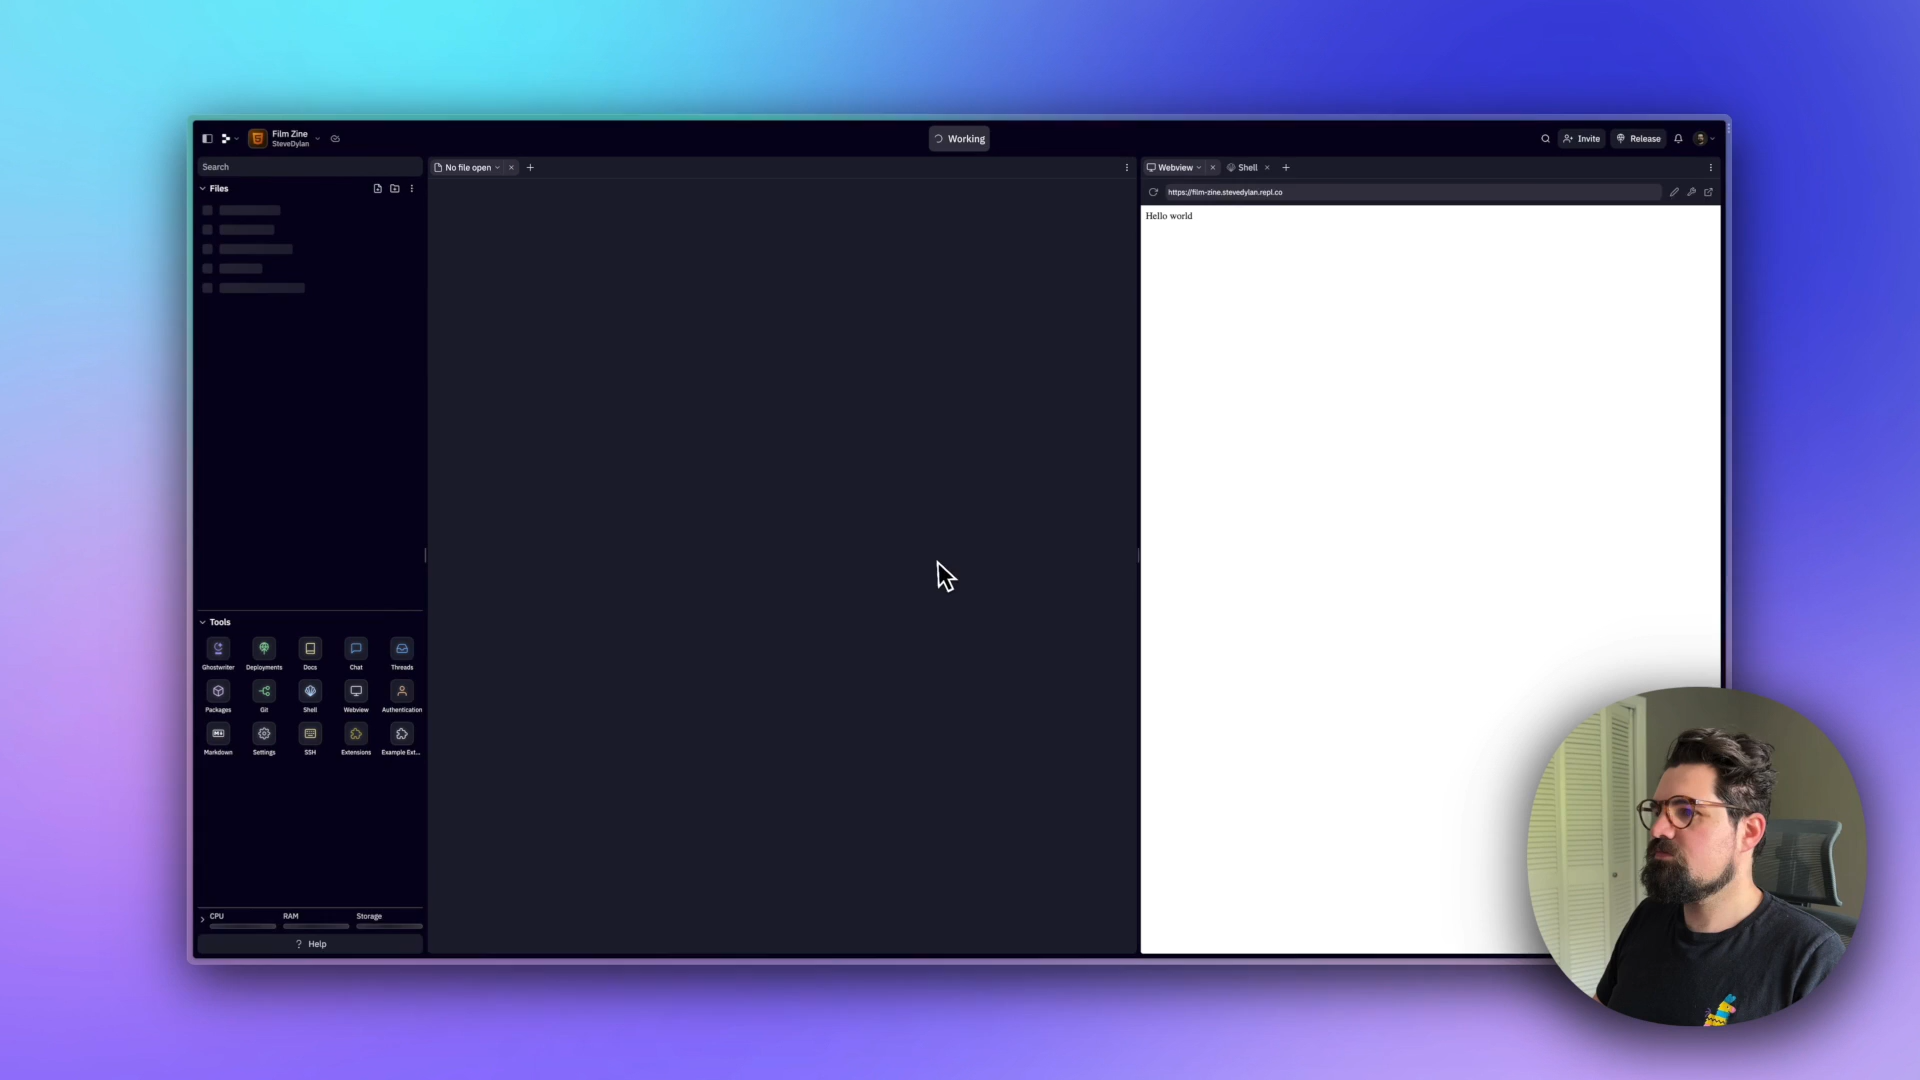 Film Zine
SteveDylan
Working
Invite
Release
Search
No file open
Webview
Shell
Files
https://film-zine.stevedylan.repl.co
Hello world
Tools
Ghostwriter
Deployments
Docs
Chat
Threads
Packages
Git
Shell
Webview
Authentication
Markdown
Settings
SSH
Extensions
Example Ext...
CPU
RAM
Storage
? Help